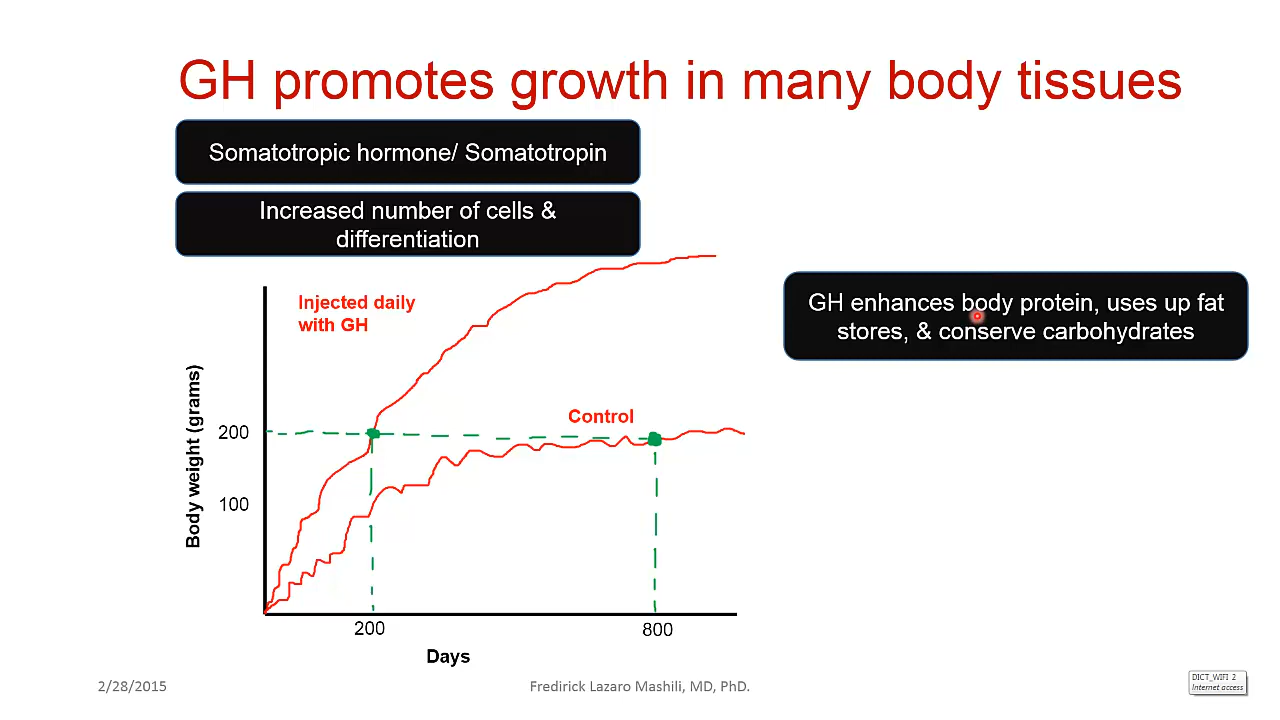 GH promotes growth in many body tissues
Somatotropic hormone/ Somatotropin
Increased number of cells &
differentiation
Injected daily
with GH
GH enhances body protein, uses up fat
stores, & conserve carbohydrates
Control
Body weight (grams)
200
100
200
800
Days
2/28/2015
Fredirick Lazaro Mashili, MD, PhD.
DICT_WIFI 2
Internet access